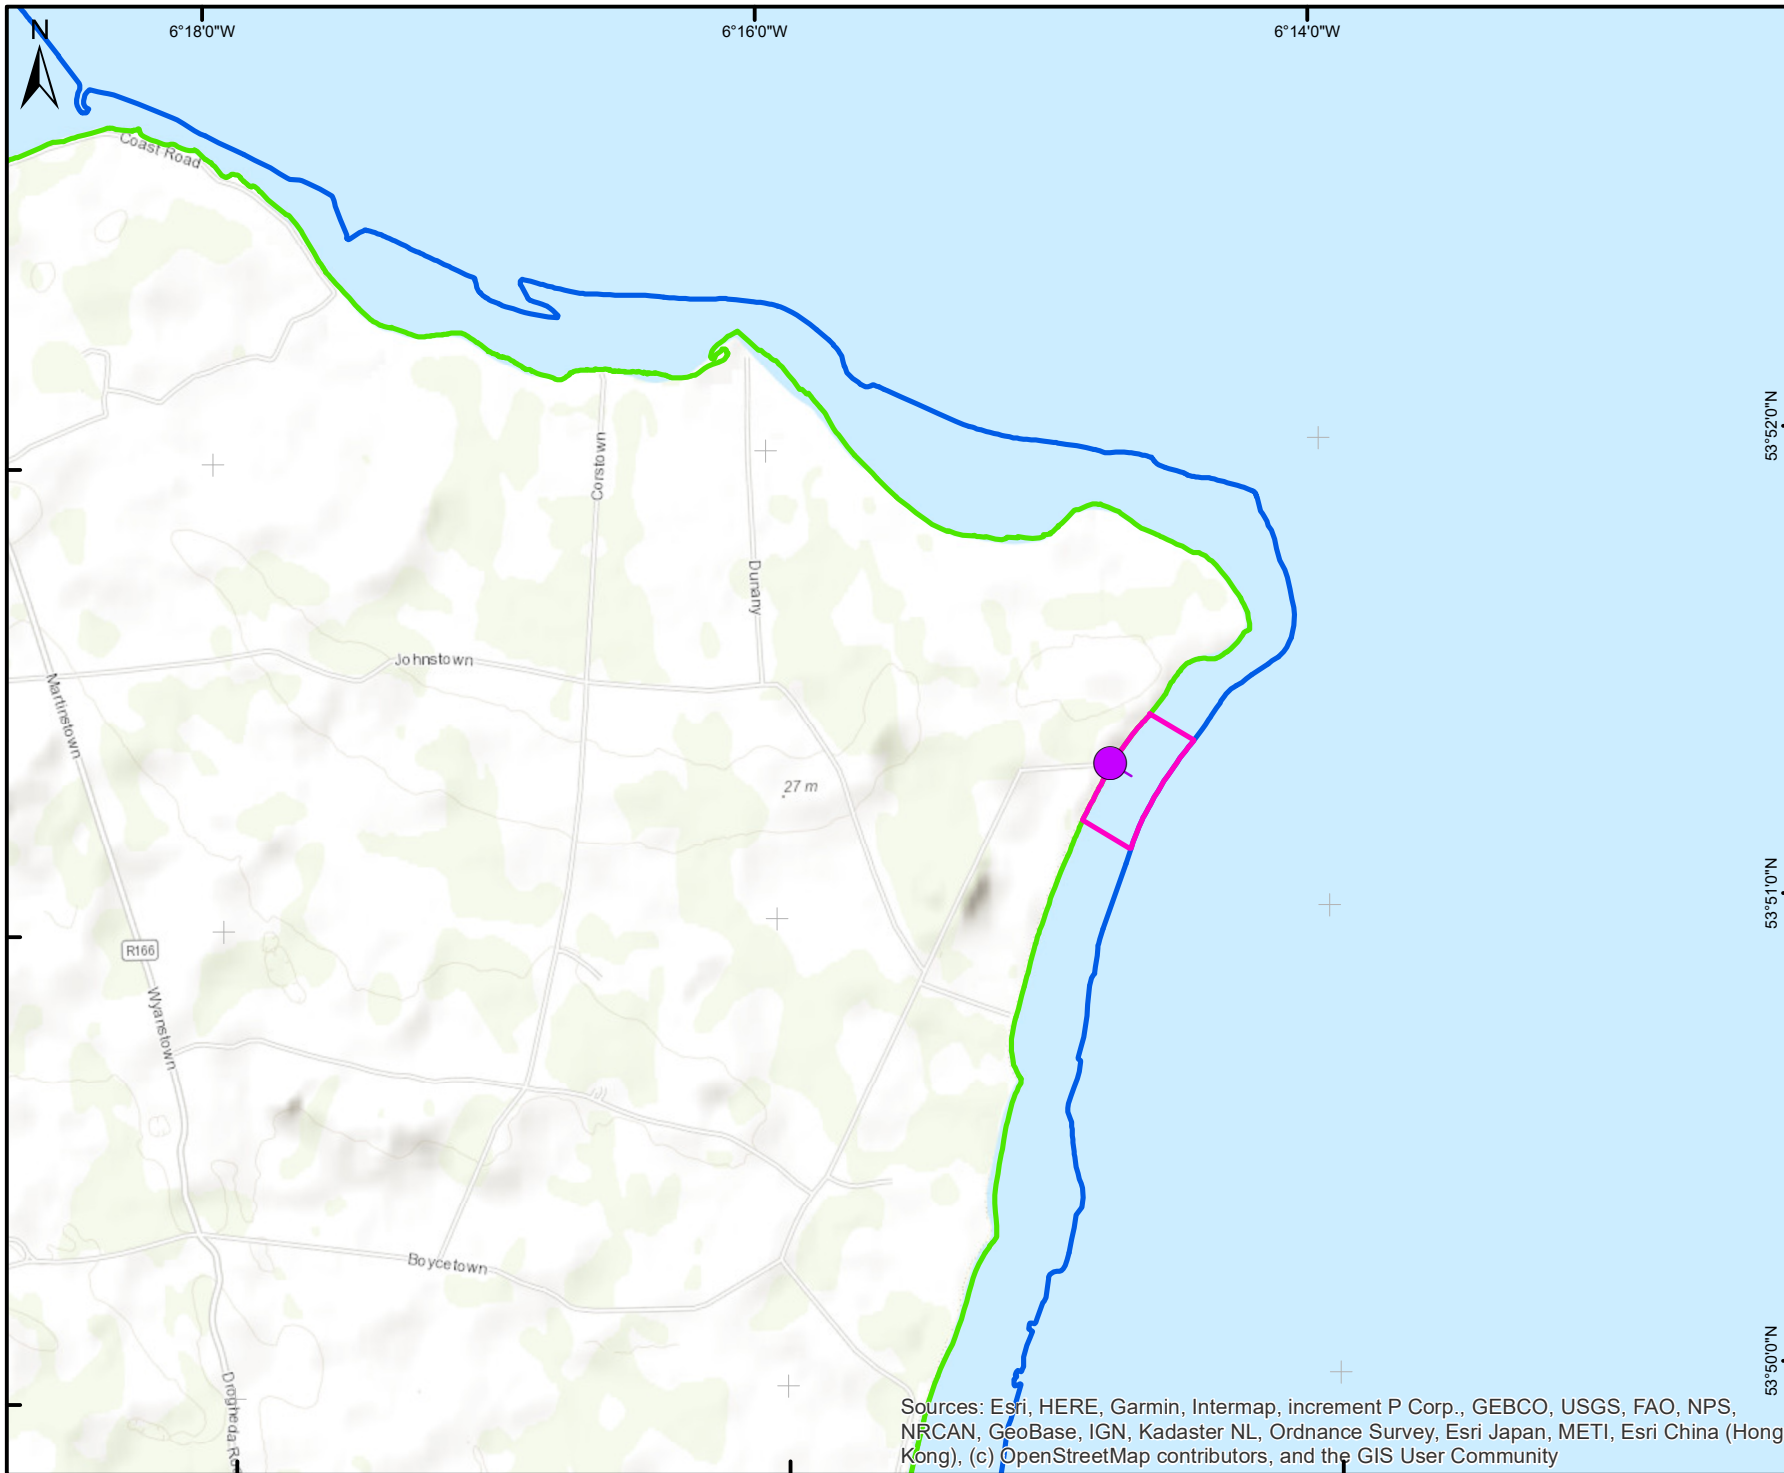 6°18'0"W
6°16'0"W
6°14'0"W
N
Coast Road
53°52'0"N
Corstown
Dunany
Johnstown
Martinstown
27 m
53°51'0"N
R166
Wyanstown
Boycetown
53°50'0"N
Drogheda Ro
Sources: Esri, HERE, Garmin, Intermap, increment P Corp., GEBCO, USGS, FAO, NPS,
NRCAN, GeoBase, IGN, Kadaster NL, Ordnance Survey, Esri Japan, METI, Esri China (Hong
Kong), (c) OpenStreetMap contributors, and the GIS User Community